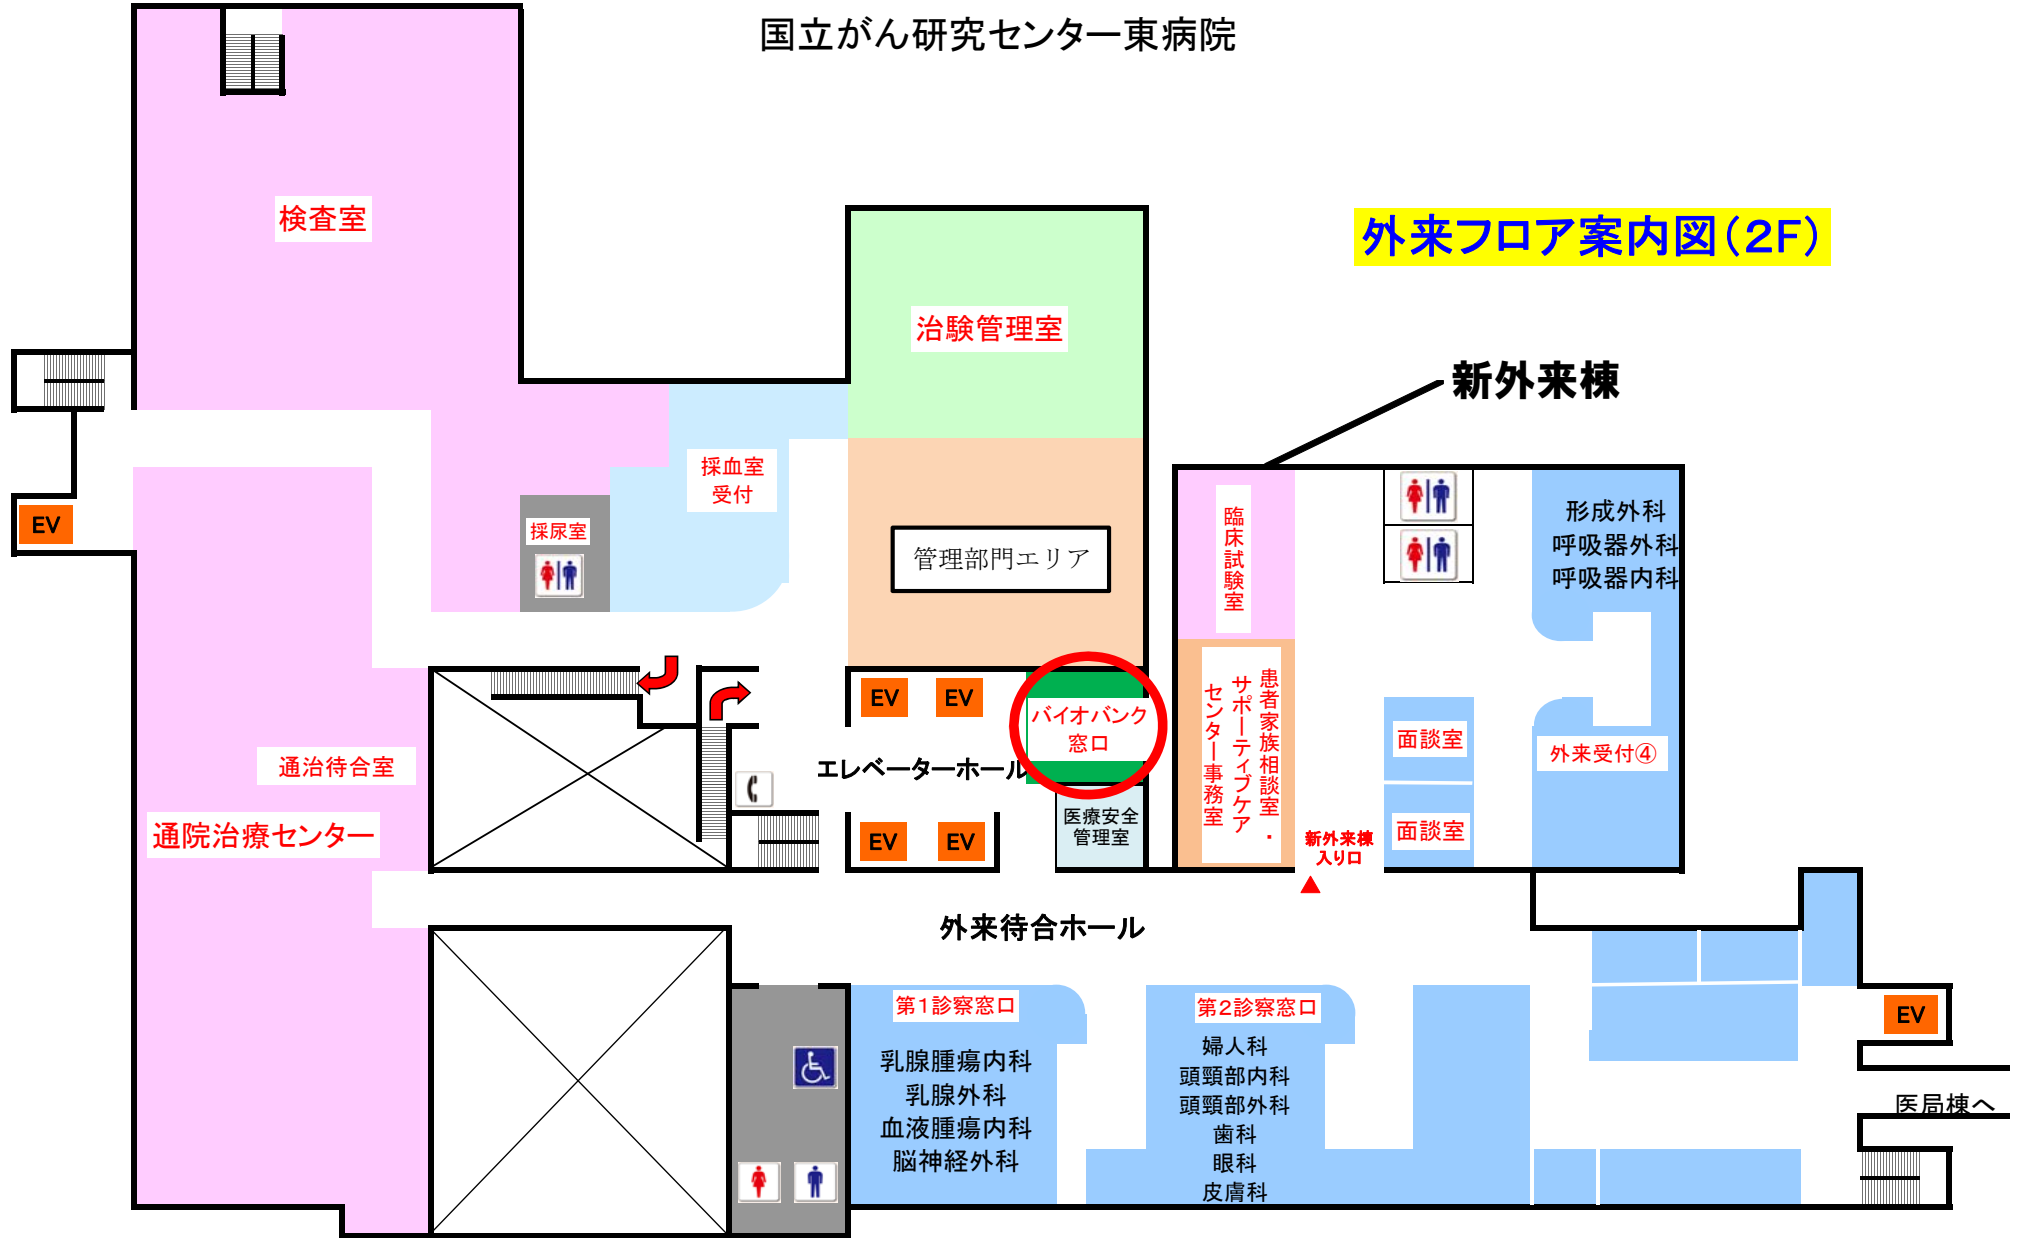 国立がん研究センター東病院
外来フロア案内図(2F)
検査室
治験管理室
新外来棟
採血室
受付
採尿室
EV
管理部門エリア
臨床試験室
形成外科
呼吸器外科
呼吸器内科
EV
EV
バイオバンク
窓口
患者家族相談室・
サポーティブケア
センター事務室
面談室
外来受付④
エレベーターホール
通治待合室
通院治療センター
医療安全
管理室
EV
EV
面談室
新外来棟
入り口
外来待合ホール
第1診察窓口
乳腺腫瘍内科
乳腺外科
血液腫瘍内科
脳神経外科
第2診察窓口
婦人科
頭頸部内科
頭頸部外科
歯科
眼科
皮膚科
EV
医局棟へ